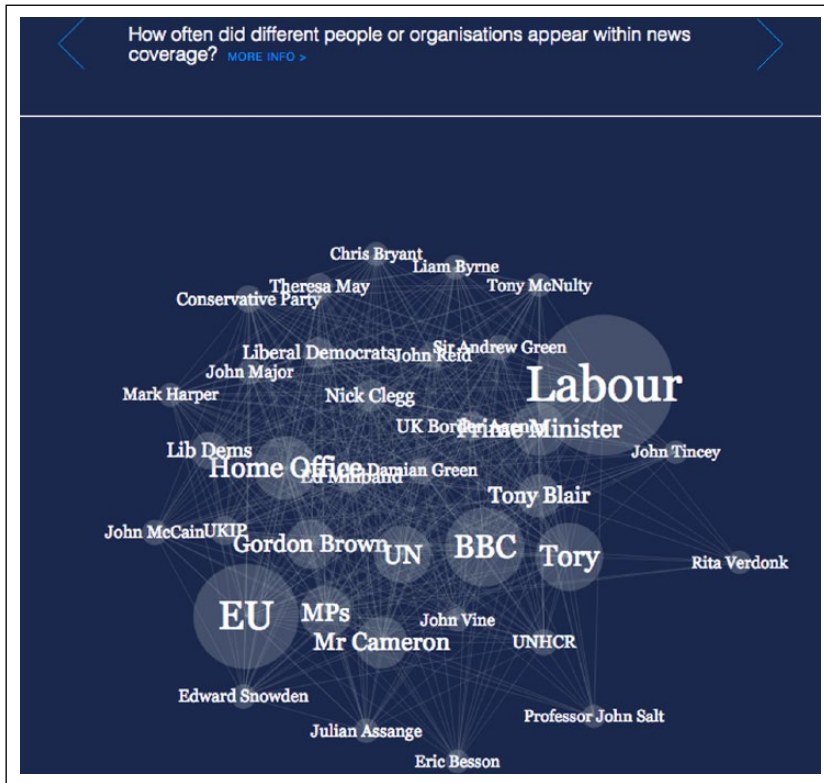 How often did different people or organisations appear within news
coverage? MORE INFO >
Chris Bryant
Liam Byrne
Theresa May
Tony McNulty
Conservative Party
Sir Andrew Green
Liberal Democrats
John Reid
John Major
Labour
Mark Harper
Nick Clegg
UK Border Agency
Prime Minister
Lib Dems
John Tincey
Home Office
Damian Green
Ed Miliband
Tony Blair
John McCain
UKIP
Gordon Brown
UN
BBC
Tory
Rita Verdonk
EU
MPs
John Vine
Mr Cameron
UNHCR
Edward Snowden
Professor John Salt
Julian Assange
Eric Besson